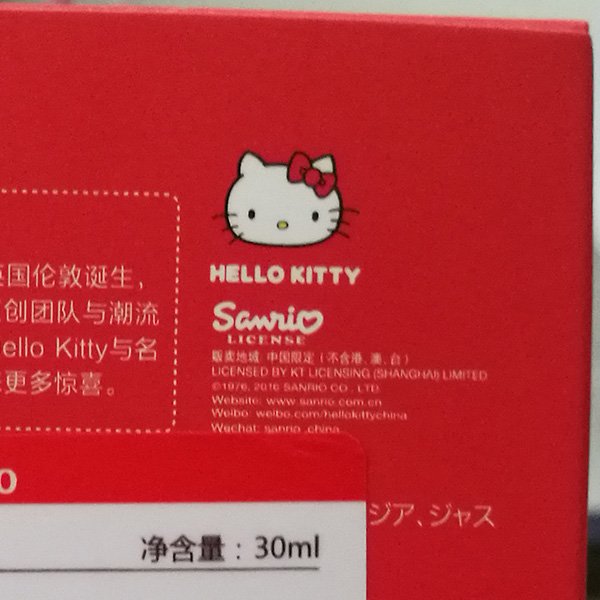 国伦敦诞生，
创团队与潮流
ello Kitty与名
更多惊喜。
HELLO KITTY
Sanrio
LICENSE
贩卖地域：中国限定（不含港、澳、台）
LICENSED BY KT LICENSING (SHANGHAI) LIMITED
©1976, 2016 SANRIO CO., LTD.
Website: www.sanrio.com.cn
Weibo: weibo.com/hellokittychina
Wechat: sanrio_china
ジア、ジャス
净含量：30ml